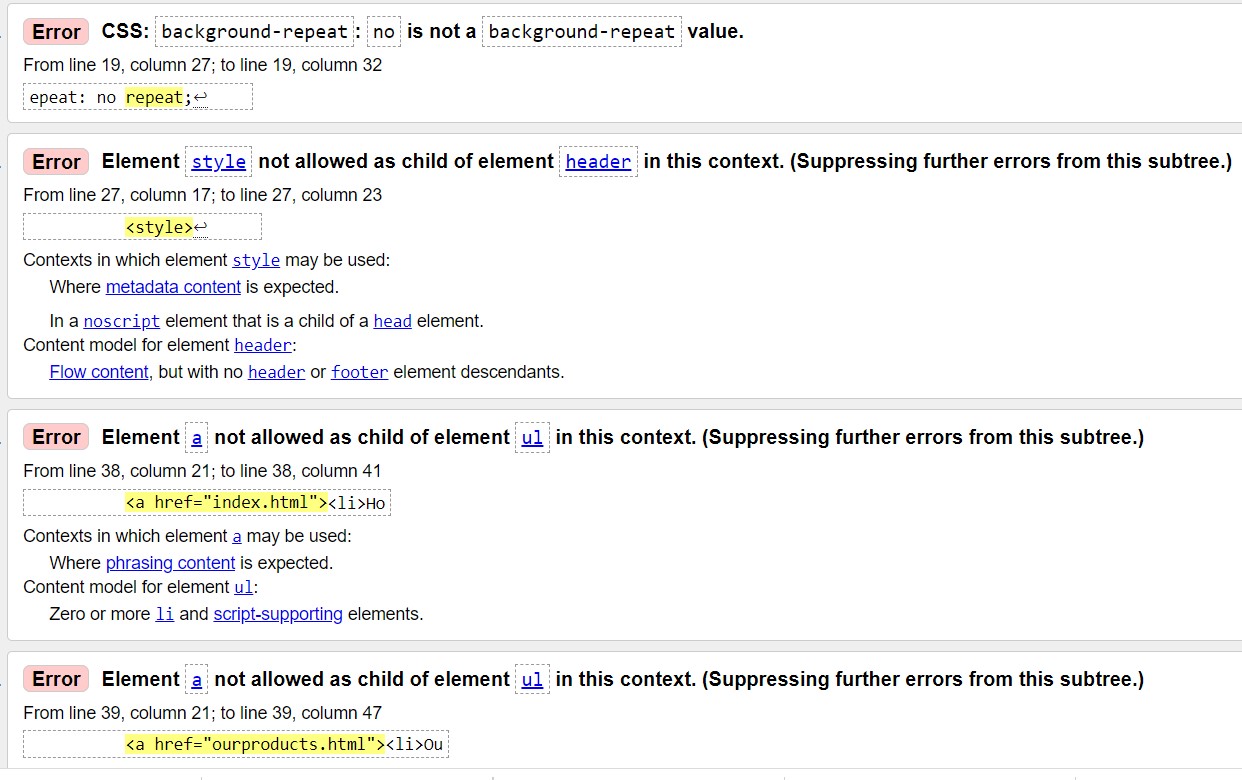 Error CSS: background-repeat: no is not a background-repeat value.
From line 19, column 27; to line 19, column 32
epeat: no repeat;↩
Error Element style not allowed as child of element header in this context. (Suppressing further errors from this subtree.)
From line 27, column 17; to line 27, column 23
<style>↩
Contexts in which element style may be used:
Where metadata content is expected.
In a noscript element that is a child of a head element.
Content model for element header:
Flow content, but with no header or footer element descendants.
Error Element a not allowed as child of element ul in this context. (Suppressing further errors from this subtree.)
From line 38, column 21; to line 38, column 41
<a href="index.html"><li>Ho
Contexts in which element a may be used:
Where phrasing content is expected.
Content model for element ul:
Zero or more li and script-supporting elements.
Error Element a not allowed as child of element ul in this context. (Suppressing further errors from this subtree.)
From line 39, column 21; to line 39, column 47
<a href="ourproducts.html"><li>Ou